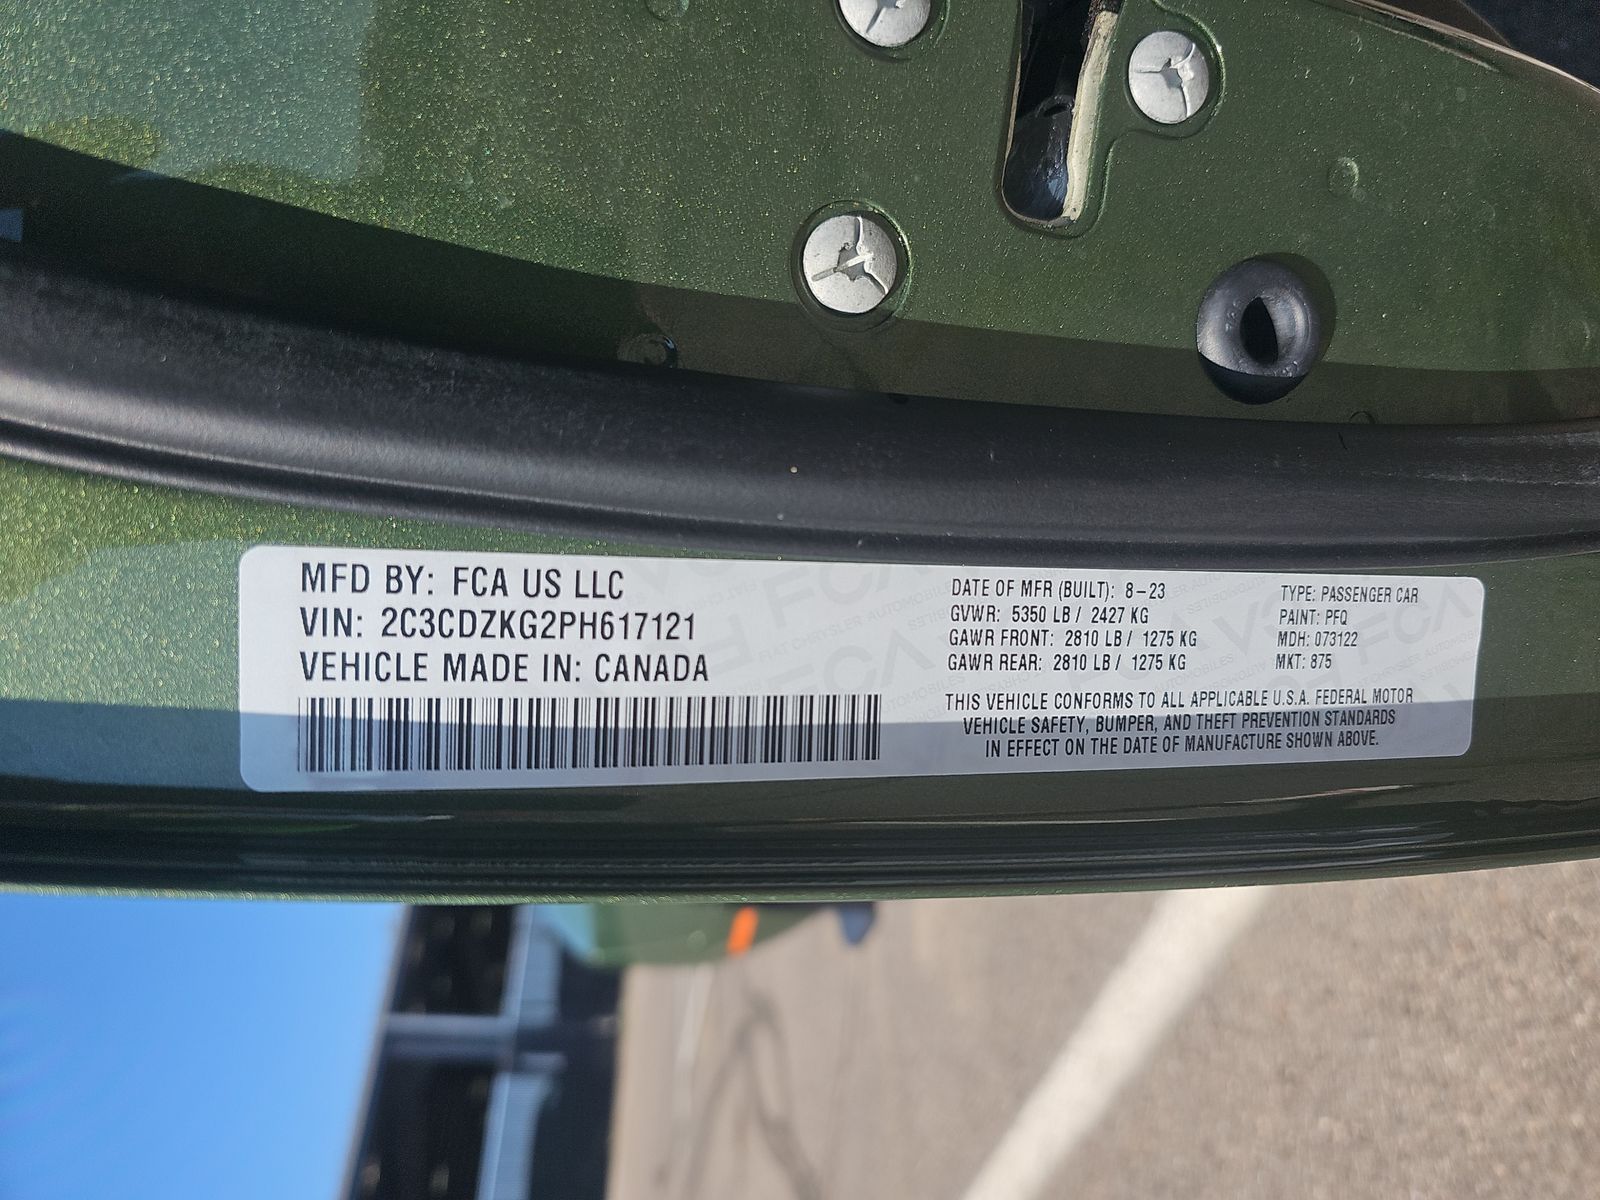 MFD BY: FCA US LLC
VIN: 2C3CDZKG2PH617121
VEHICLE MADE IN: CANADA
DATE OF MFR (BUILT): 8-23
GVWR: 5350 LB / 2427 KG
GAWR FRONT: 2810 LB / 1275 KG
GAWR REAR: 2810 LB / 1275 KG
TYPE: PASSENGER CAR
PAINT: PFQ
MDH: 073122
MKT: 875
THIS VEHICLE CONFORMS TO ALL APPLICABLE U.S.A. FEDERAL MOTOR
VEHICLE SAFETY, BUMPER, AND THEFT PREVENTION STANDARDS
IN EFFECT ON THE DATE OF MANUFACTURE SHOWN ABOVE.